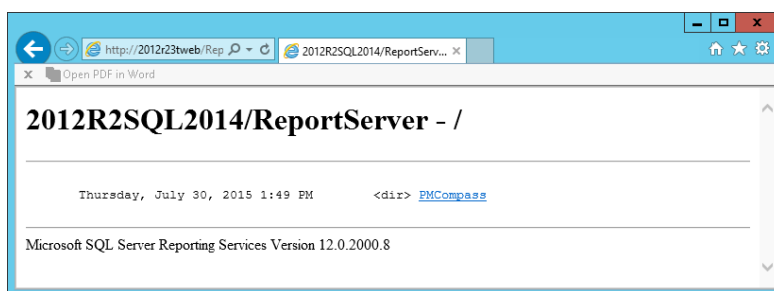 http://2012r23tweb/Rep
2012R2SQL2014/ReportServ...
x Open PDF in Word
2012R2SQL2014/ReportServer - /
Thursday, July 30, 2015 1:49 PM <dir> PMCompass
Microsoft SQL Server Reporting Services Version 12.0.2000.8